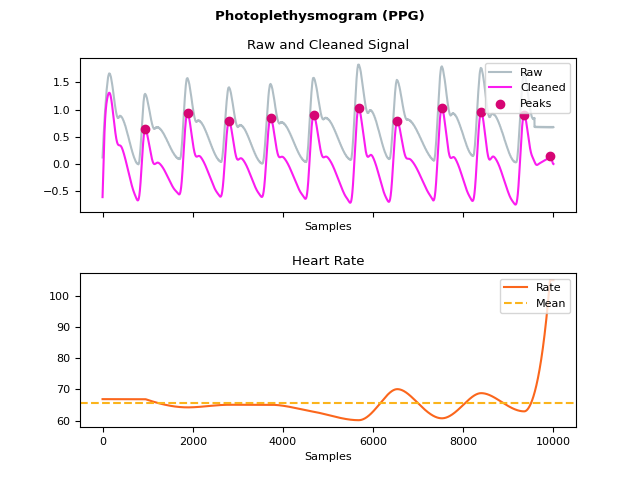 Photoplethysmogram (PPG)
Raw and Cleaned Signal
1.5
1.0
0.5
0.0
−0.5
Raw
Cleaned
Peaks
Samples
Heart Rate
100
90
80
70
60
Rate
Mean
0 2000 4000 6000 8000 10000
Samples